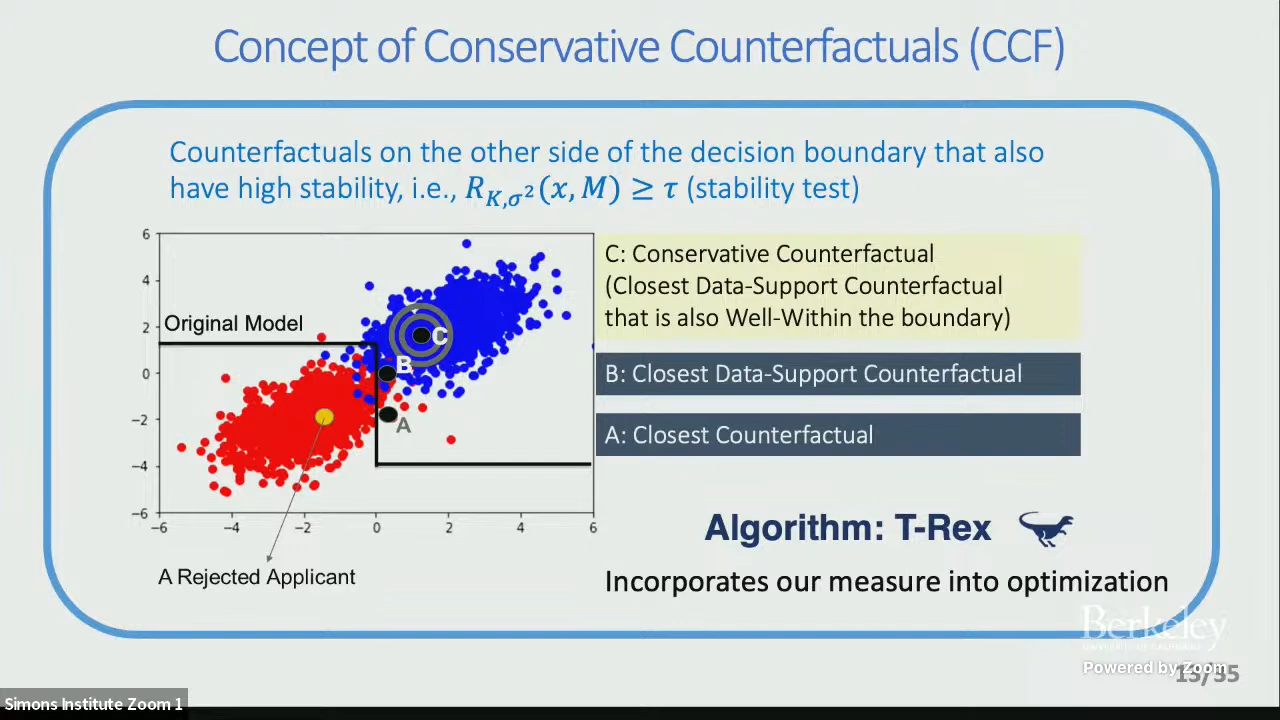 Concept of Conservative Counterfactuals (CCF)
Counterfactuals on the other side of the decision boundary that also
have high stability, i.e., R_{K,σ²}(x, M) ≥ τ (stability test)
6
4
2
0
−2
−4
−6
−6
−4
−2
0
2
4
6
Original Model
C
B
A
A Rejected Applicant
C: Conservative Counterfactual
(Closest Data-Support Counterfactual
that is also Well-Within the boundary)
B: Closest Data-Support Counterfactual
A: Closest Counterfactual
Algorithm: T-Rex
Incorporates our measure into optimization
Berkeley
UNIVERSITY OF CALIFORNIA
Powered by Zoom
13/35
Simons Institute Zoom 1